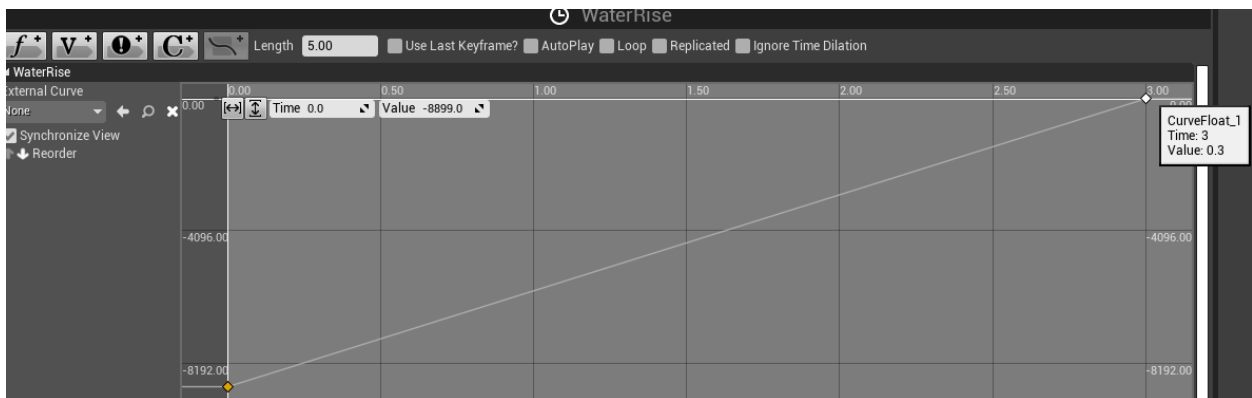 WaterRise
f+ V+ !+ C+ Length 5.00 Use Last Keyframe? AutoPlay Loop Replicated Ignore Time Dilation
WaterRise
External Curve
None
Synchronize View
Reorder
0.00 0.50 1.00 1.50 2.00 2.50 3.00
0.00 Time 0.0 Value -8899.0 0.00
CurveFloat_1
Time: 3
Value: 0.3
-4096.00 -4096.00
-8192.00 -8192.00